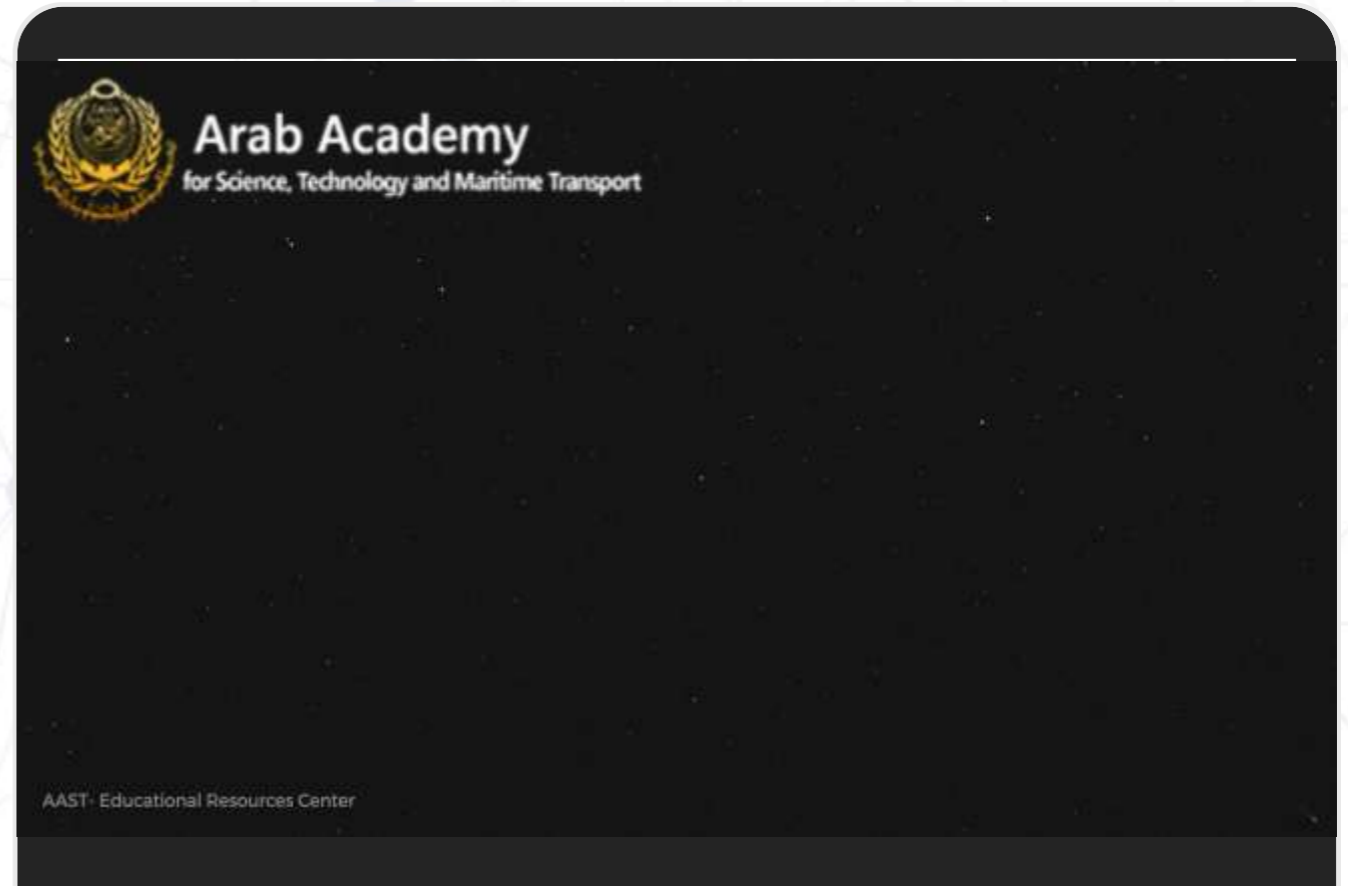 Arab Academy
for Science, Technology and Maritime Transport
AAST- Educational Resources Center